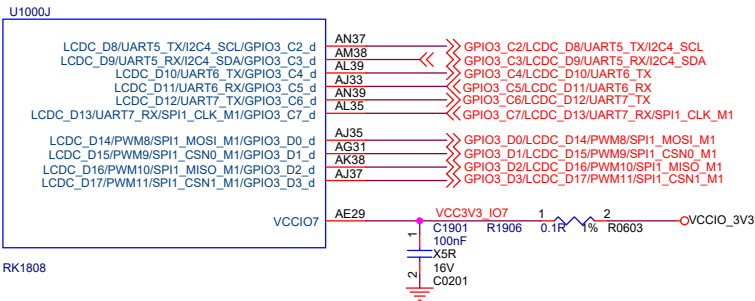 U1000J
LCDC_D8/UART5_TX/I2C4_SCL/GPIO3_C2_d AN37 GPIO3_C2/LCDC_D8/UART5_TX/I2C4_SCL
LCDC_D9/UART5_RX/I2C4_SDA/GPIO3_C3_d AM38 GPIO3_C3/LCDC_D9/UART5_RX/I2C4_SDA
LCDC_D10/UART6_TX/GPIO3_C4_d AL39 GPIO3_C4/LCDC_D10/UART6_TX
LCDC_D11/UART6_RX/GPIO3_C5_d AJ33 GPIO3_C5/LCDC_D11/UART6_RX
LCDC_D12/UART7_TX/GPIO3_C6_d AN39 GPIO3_C6/LCDC_D12/UART7_TX
LCDC_D13/UART7_RX/SPI1_CLK_M1/GPIO3_C7_d AL35 GPIO3_C7/LCDC_D13/UART7_RX/SPI1_CLK_M1
LCDC_D14/PWM8/SPI1_MOSI_M1/GPIO3_D0_d AJ35 GPIO3_D0/LCDC_D14/PWM8/SPI1_MOSI_M1
LCDC_D15/PWM9/SPI1_CSN0_M1/GPIO3_D1_d AG31 GPIO3_D1/LCDC_D15/PWM9/SPI1_CSN0_M1
LCDC_D16/PWM10/SPI1_MISO_M1/GPIO3_D2_d AK38 GPIO3_D2/LCDC_D16/PWM10/SPI1_MISO_M1
LCDC_D17/PWM11/SPI1_CSN1_M1/GPIO3_D3_d AJ37 GPIO3_D3/LCDC_D17/PWM11/SPI1_CSN1_M1
VCCIO7 AE29 VCC3V3_IO7 1 2 VCCIO_3V3
1 C1901 R1906 0.1R 1% R0603
100nF
X5R
16V
2 C0201
RK1808